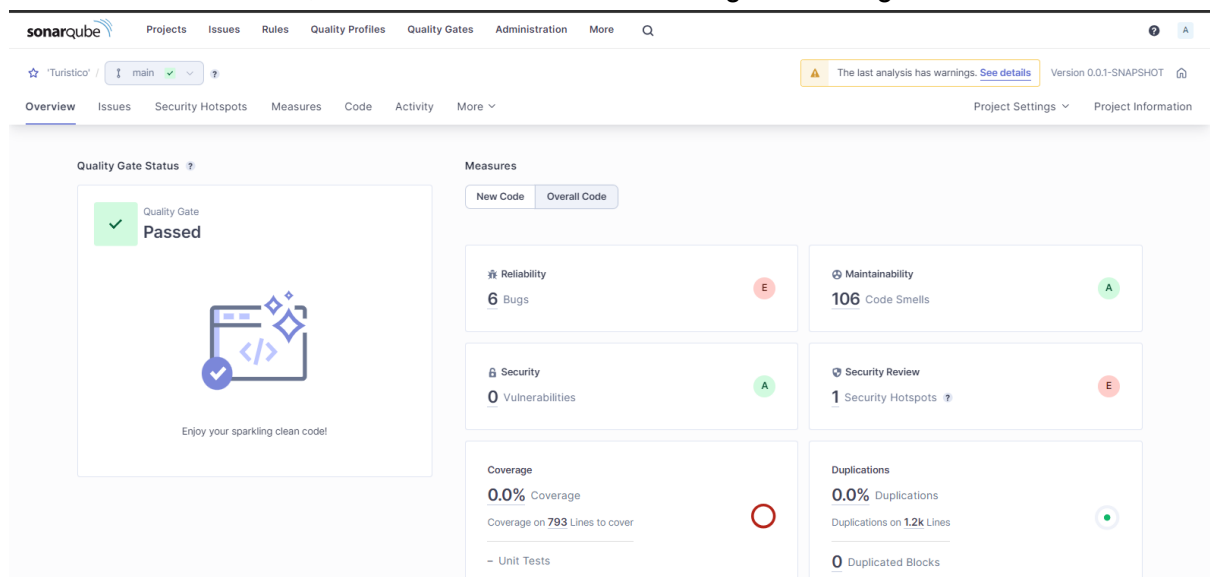 sonarqube Projects Issues Rules Quality Profiles Quality Gates Administration More ? A
'Turistico' / main ? The last analysis has warnings. See details Version 0.0.1-SNAPSHOT
Overview Issues Security Hotspots Measures Code Activity More Project Settings Project Information
Quality Gate Status ?
Quality Gate
Passed
</>
Enjoy your sparkling clean code!
Measures
New Code Overall Code
Reliability
6 Bugs
E
Maintainability
106 Code Smells
A
Security
0 Vulnerabilities
A
Security Review
1 Security Hotspots ?
E
Coverage
0.0% Coverage
Coverage on 793 Lines to cover
– Unit Tests
Duplications
0.0% Duplications
Duplications on 1.2k Lines
0 Duplicated Blocks